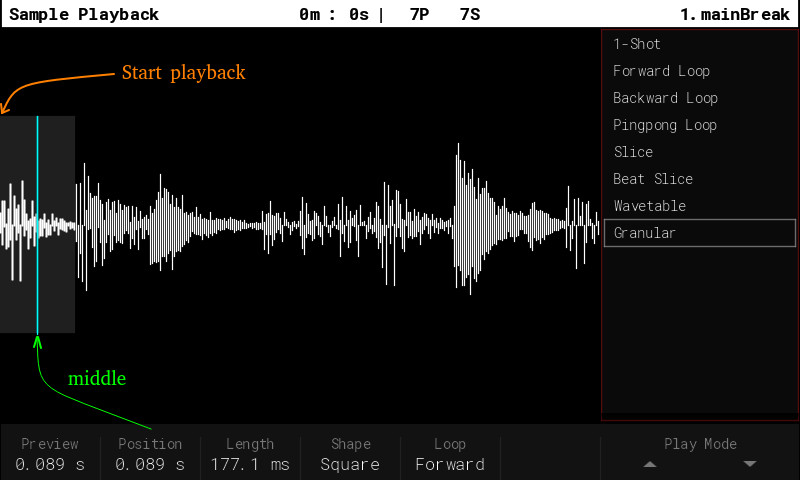 Sample Playback 0m : 0s | 7P 7S 1.mainBreak
Start playback
1-Shot
Forward Loop
Backward Loop
Pingpong Loop
Slice
Beat Slice
Wavetable
Granular
middle
Preview Position Length Shape Loop Play Mode
0.089 s 0.089 s 177.1 ms Square Forward